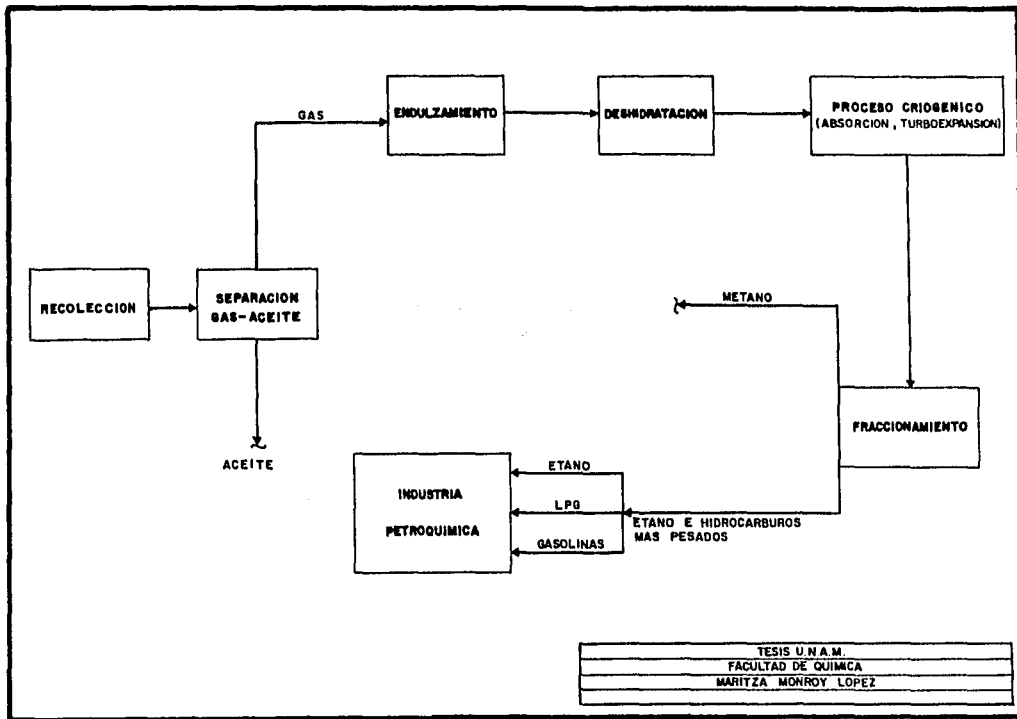 GAS
ENDULZAMIENTO
DESHIDRATACION
PROCESO CRIOGENICO
(ABSORCION, TURBOEXPANSION)
RECOLECCION
SEPARACION
GAS-ACEITE
METANO
FRACCIONAMIENTO
ACEITE
INDUSTRIA
PETROQUIMICA
ETANO
LPG
GASOLINAS
ETANO E HIDROCARBUROS
MAS PESADOS
TESIS U.N.A.M.
FACULTAD DE QUIMICA
MARITZA MONROY LOPEZ